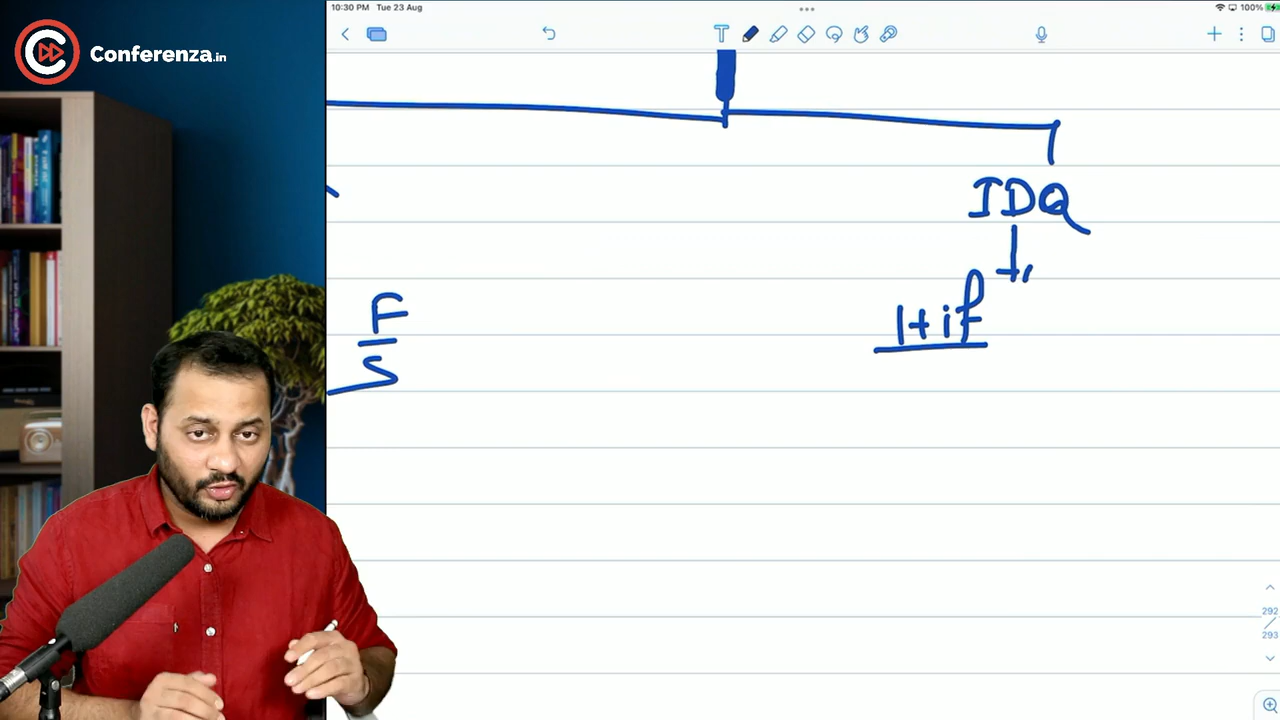 10:30 PM Tue 23 Aug
100%
Conferenza.in
T
IDQ
F
S
1+if
292
293